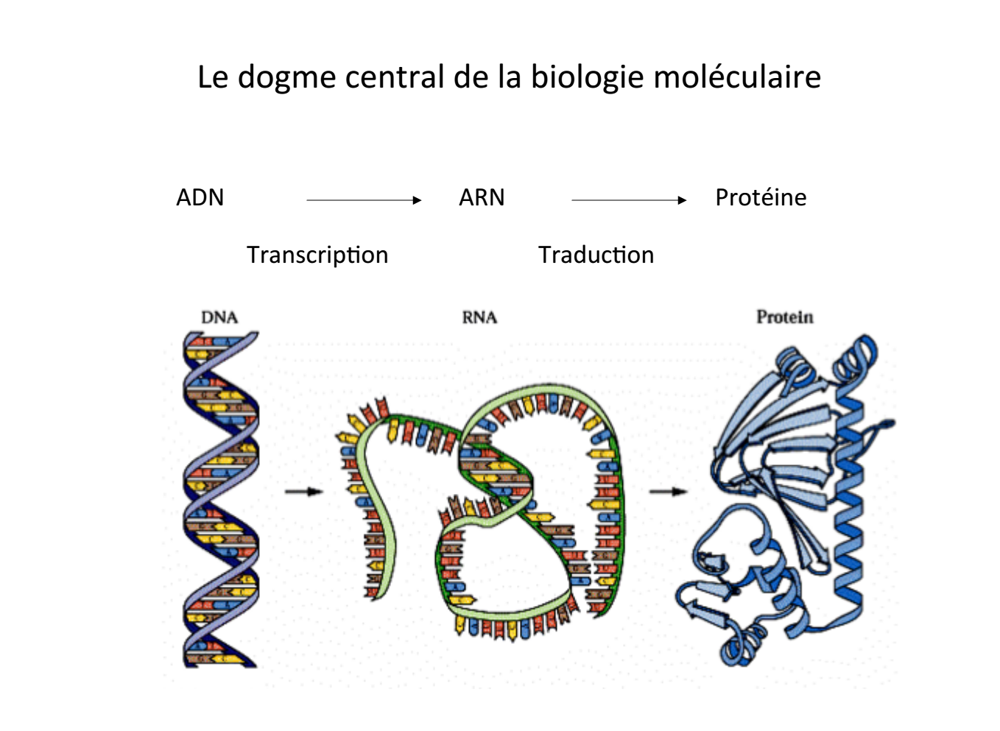 Le dogme central de la biologie moléculaire
ADN ARN Protéine
Transcription Traduction
DNA RNA Protein